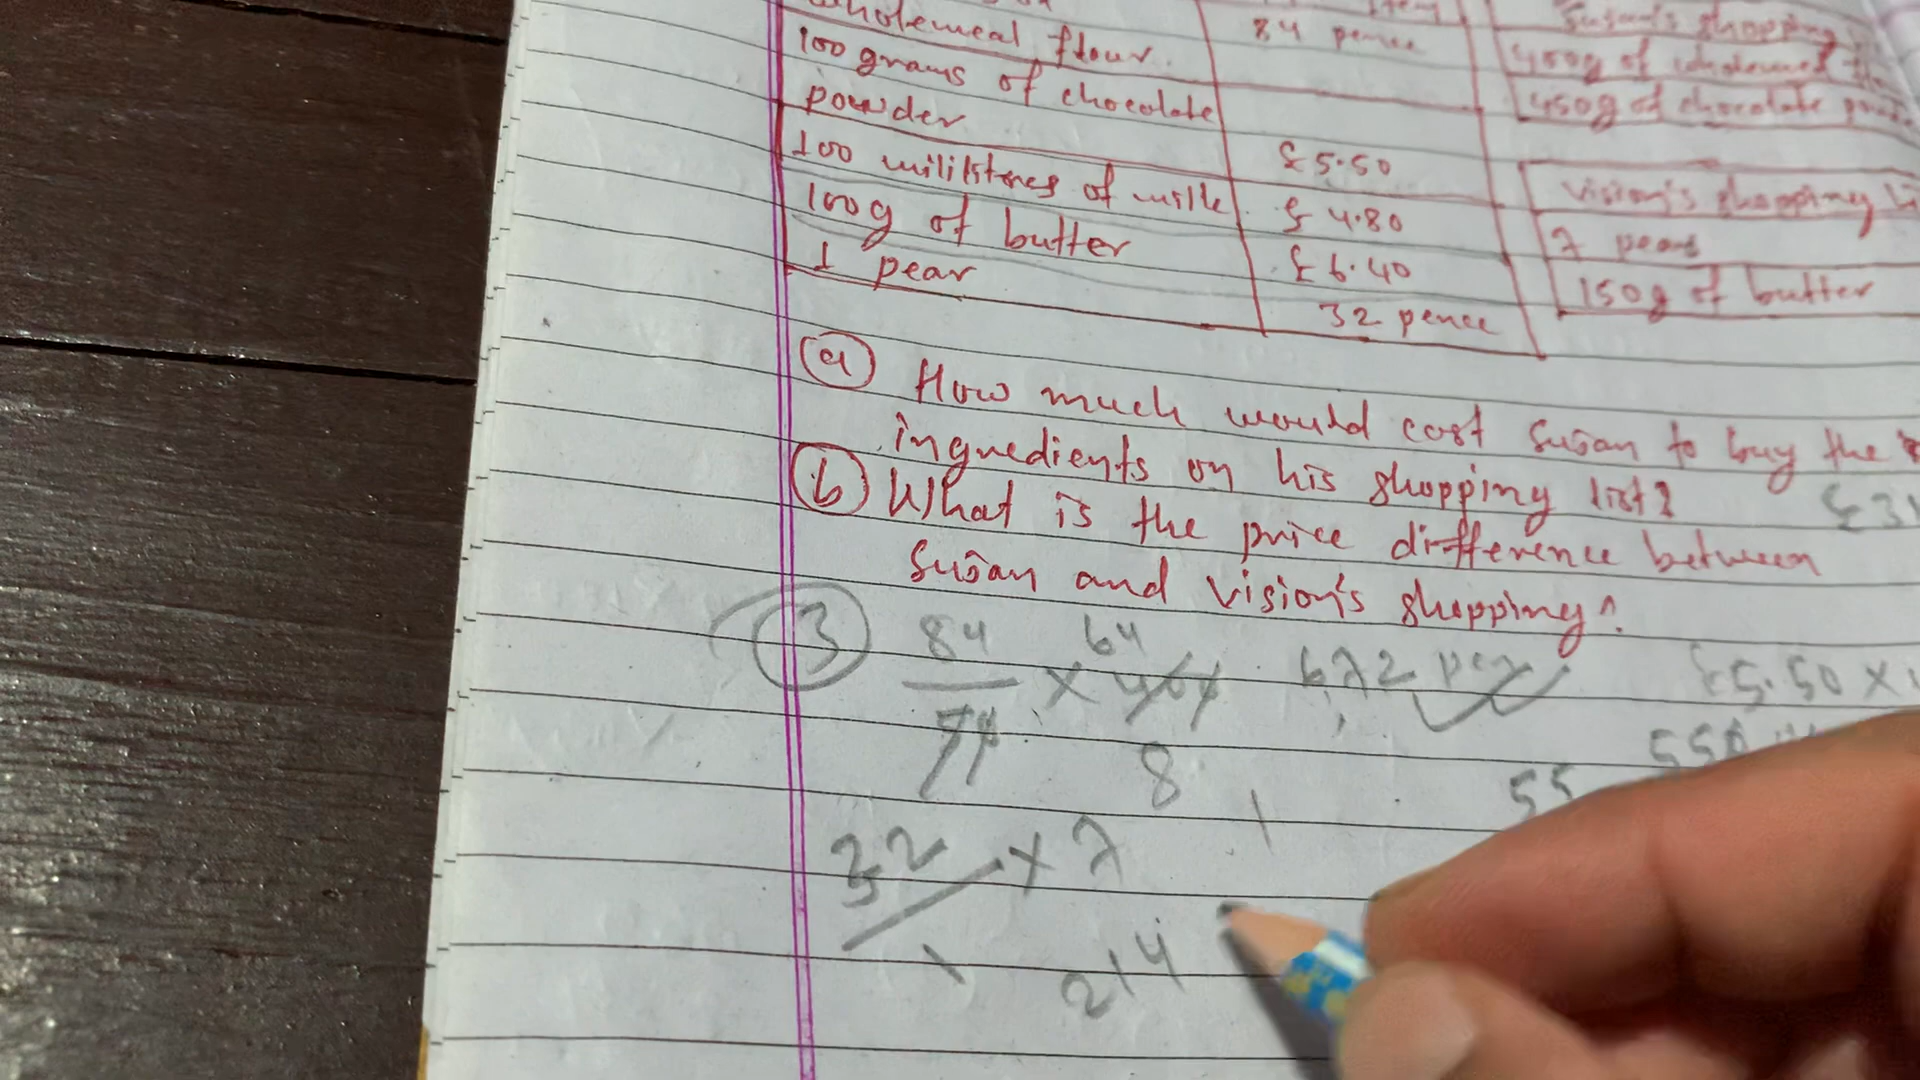 wholemeal flour. 84 pence
100 grams of chocolate
powder £5.50
100 mililitres of milk £4.80
100g of butter £6.40
1 pear 32 pence
Susan's shopping
400g of wholemeal
450g of chocolate
Vision's shopping
7 pears
150g of butter
(a) How much would cost Susan to buy the
ingredients on his shopping list?
(b) What is the price difference between
Susan and Vision's shopping?
3 84 × 64 672
8
£5.50 ×
550
55
32 × 7
1 214